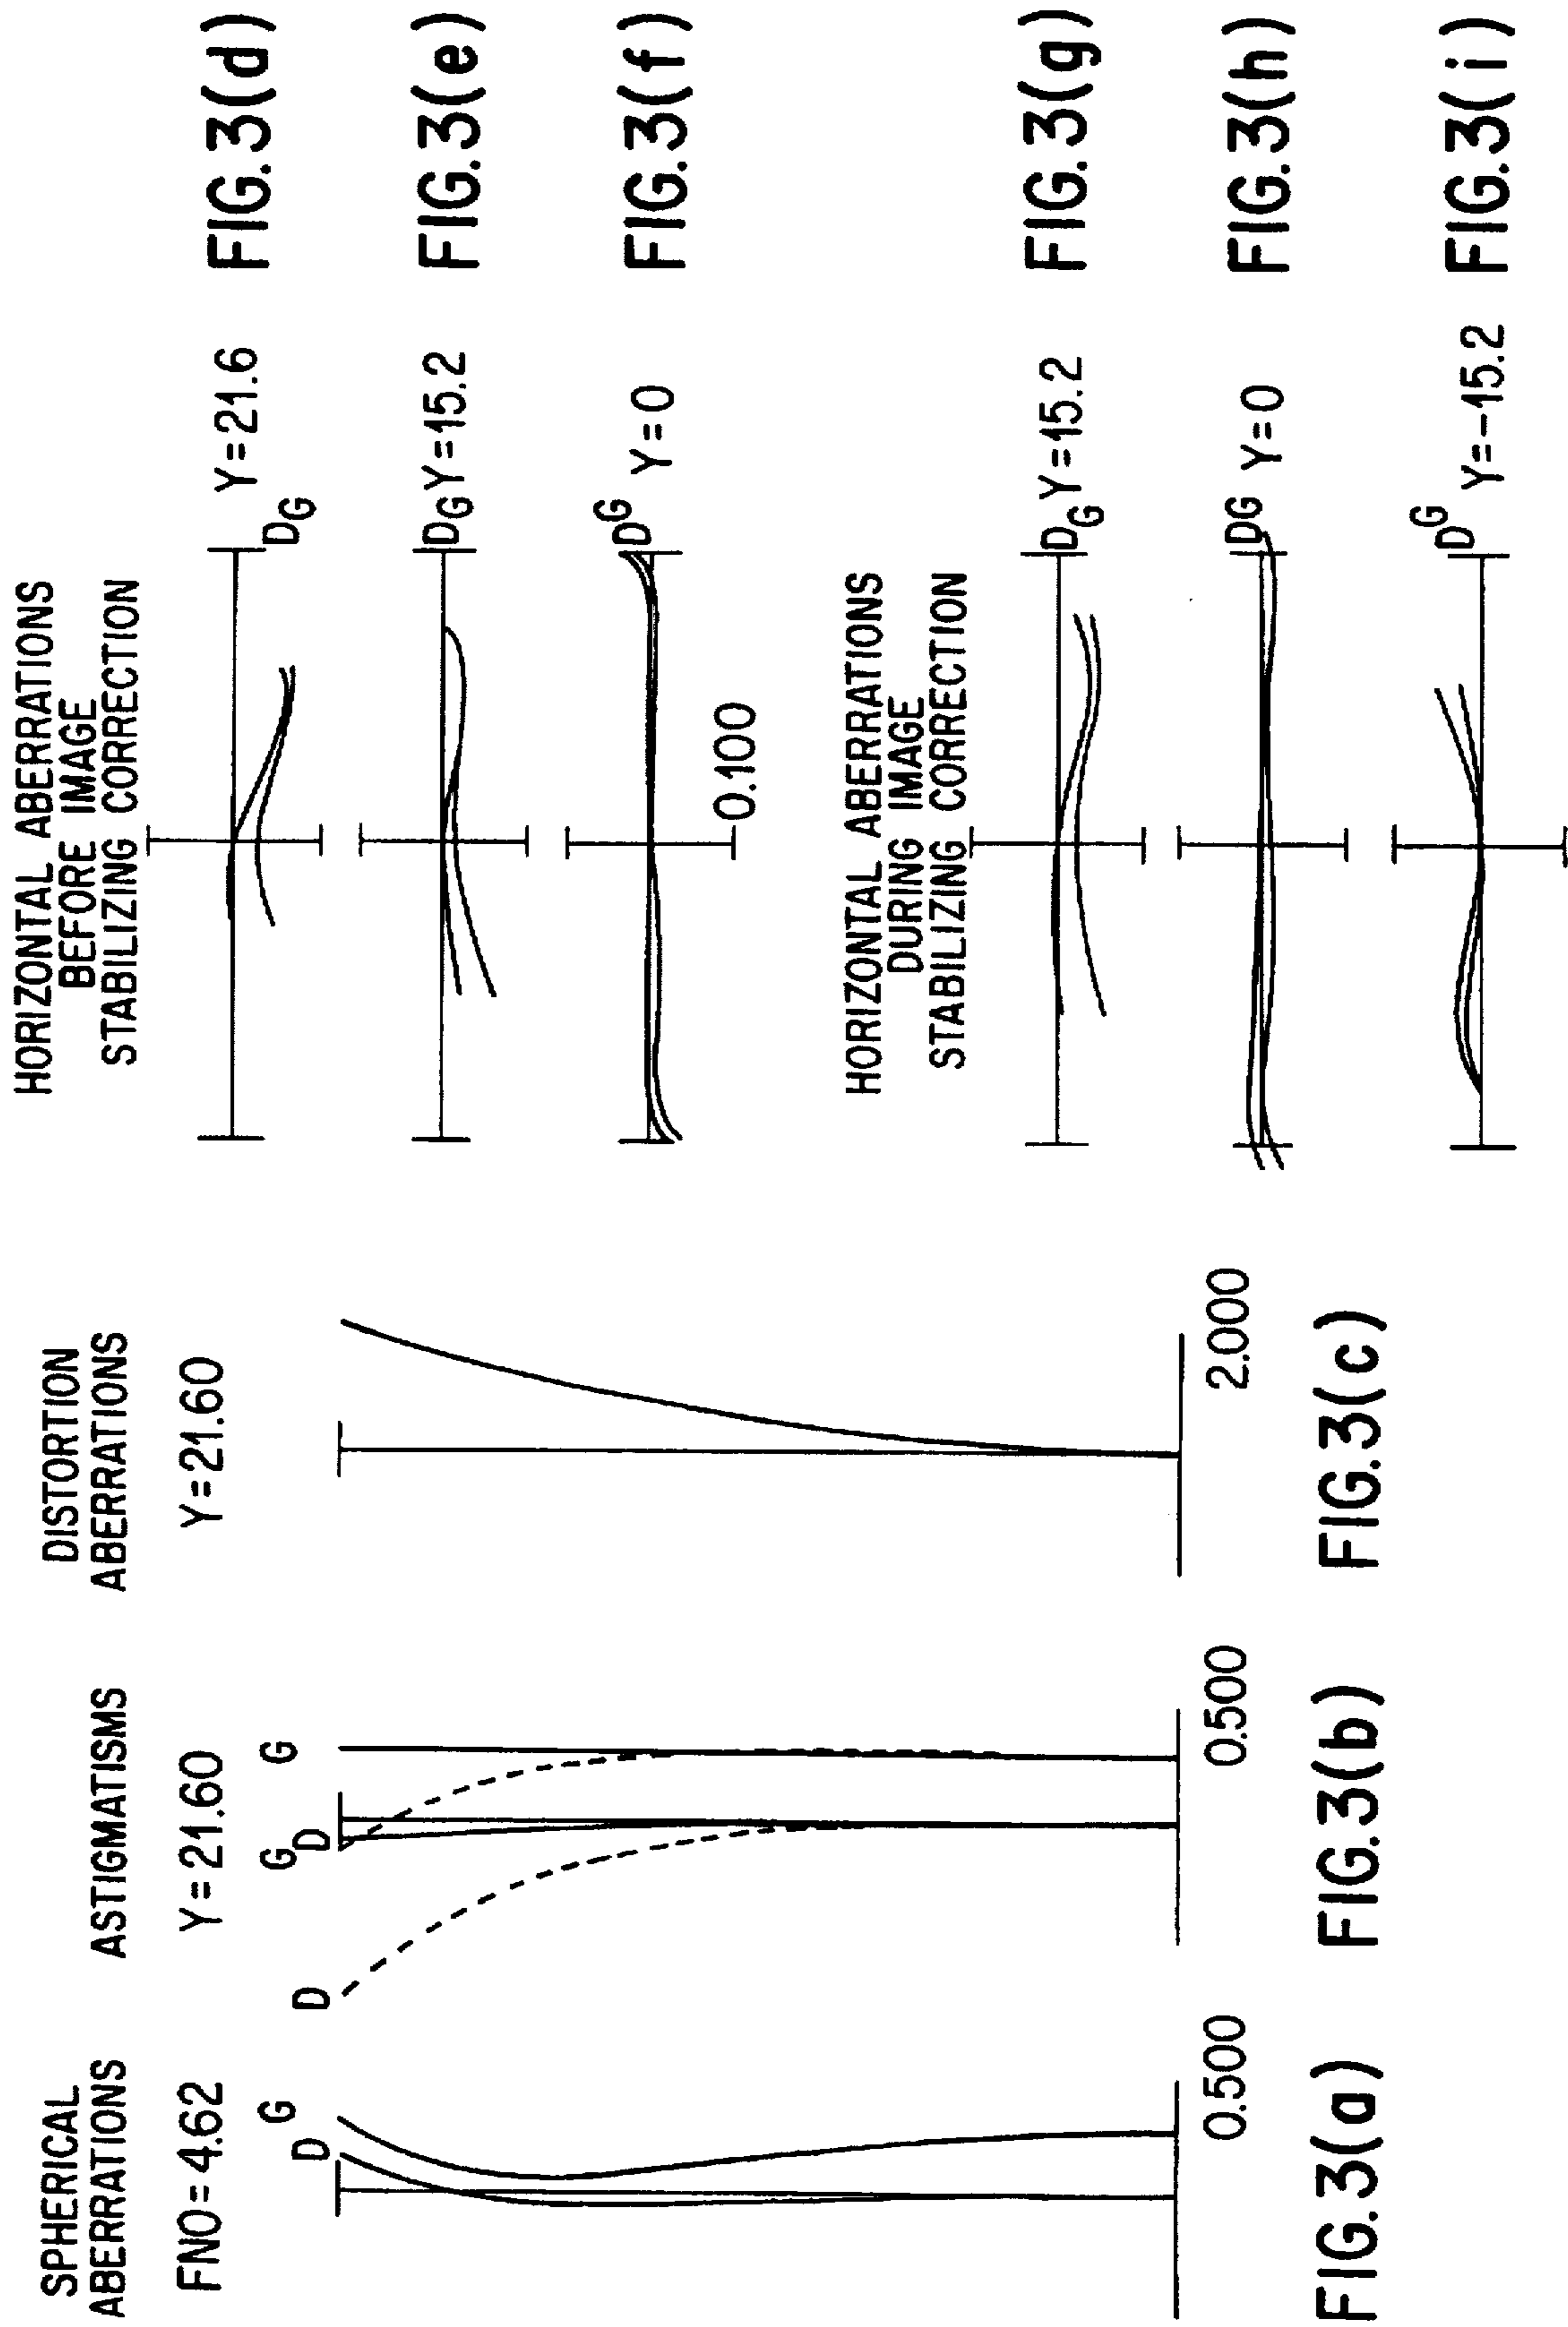 SPHERICAL
ABERRATIONS
FNO=4.62
D
G
0.500
FIG.3(a)
ASTIGMATISMS
Y=21.60
D
G
D
G
0.500
FIG.3(b)
DISTORTION
ABERRATIONS
Y=21.60
2.000
FIG.3(c)
HORIZONTAL ABERRATIONS
BEFORE IMAGE
STABILIZING CORRECTION
D
G
Y=21.6
FIG.3(d)
D
G
Y=15.2
FIG.3(e)
G
D
Y=0
FIG.3(f)
0.100
HORIZONTAL ABERRATIONS
DURING IMAGE
STABILIZING CORRECTION
D
G
Y=15.2
FIG.3(g)
DG
Y=0
FIG.3(h)
G
D
Y=-15.2
FIG.3(i)